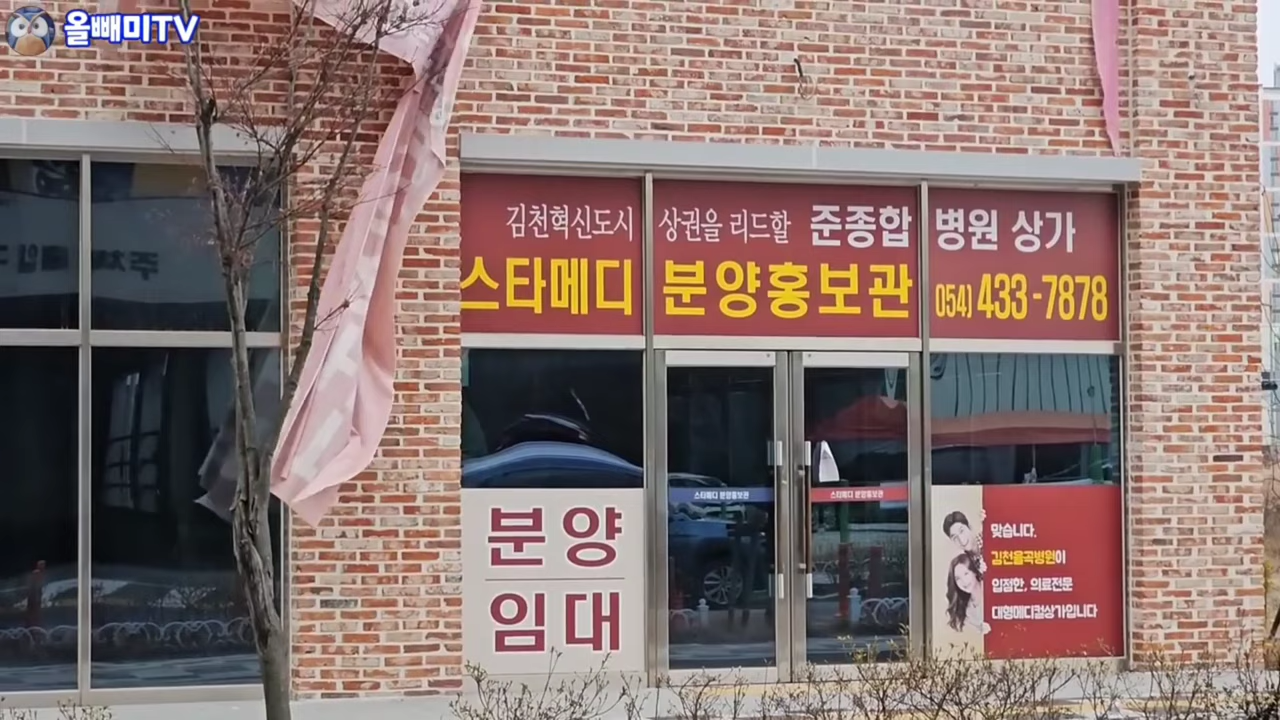 올빼미TV
김천혁신도시 상권을 리드할 준종합 병원 상가
스타메디 분양홍보관 054) 433-7878
스타메디 분양홍보관 스타메디 분양홍보관
분양
임대
맞습니다.
김천율곡병원이
입점한, 의료전문
대형메디컬상가입니다